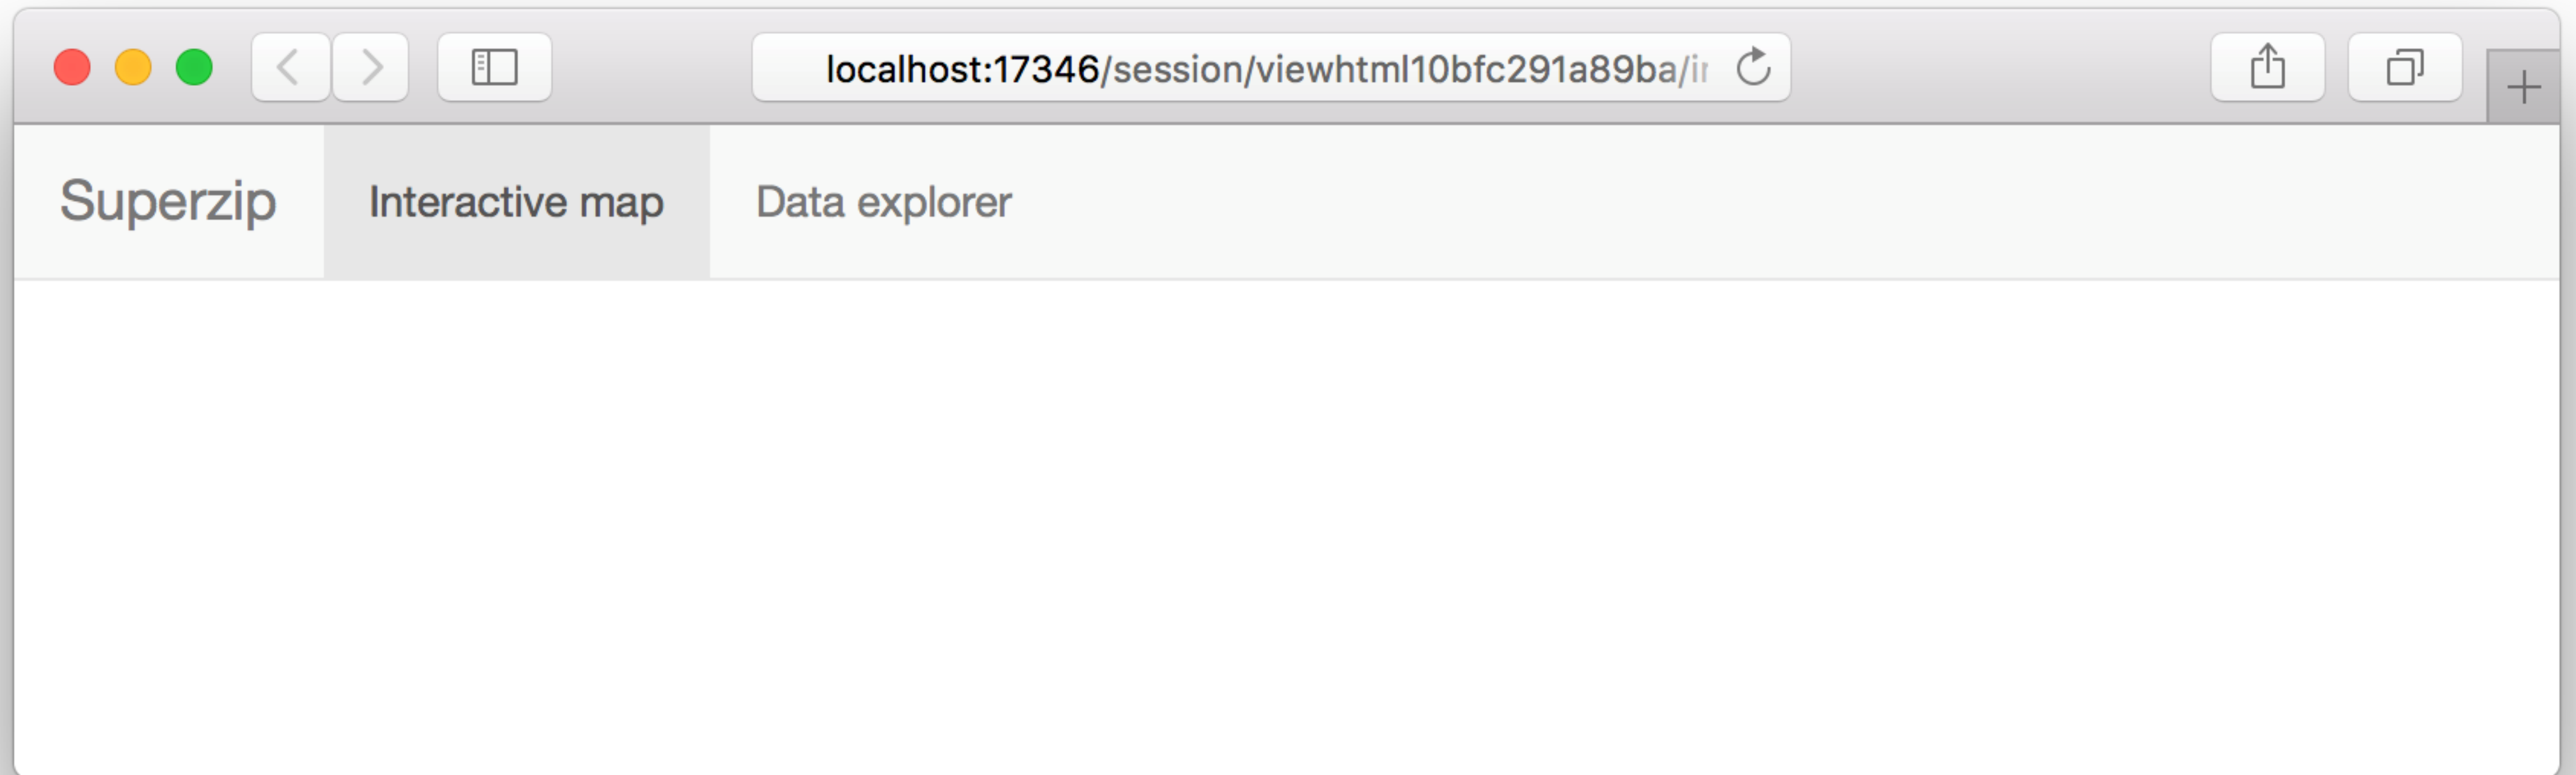 localhost:17346/session/viewhtml10bfc291a89ba/
Superzip Interactive map Data explorer